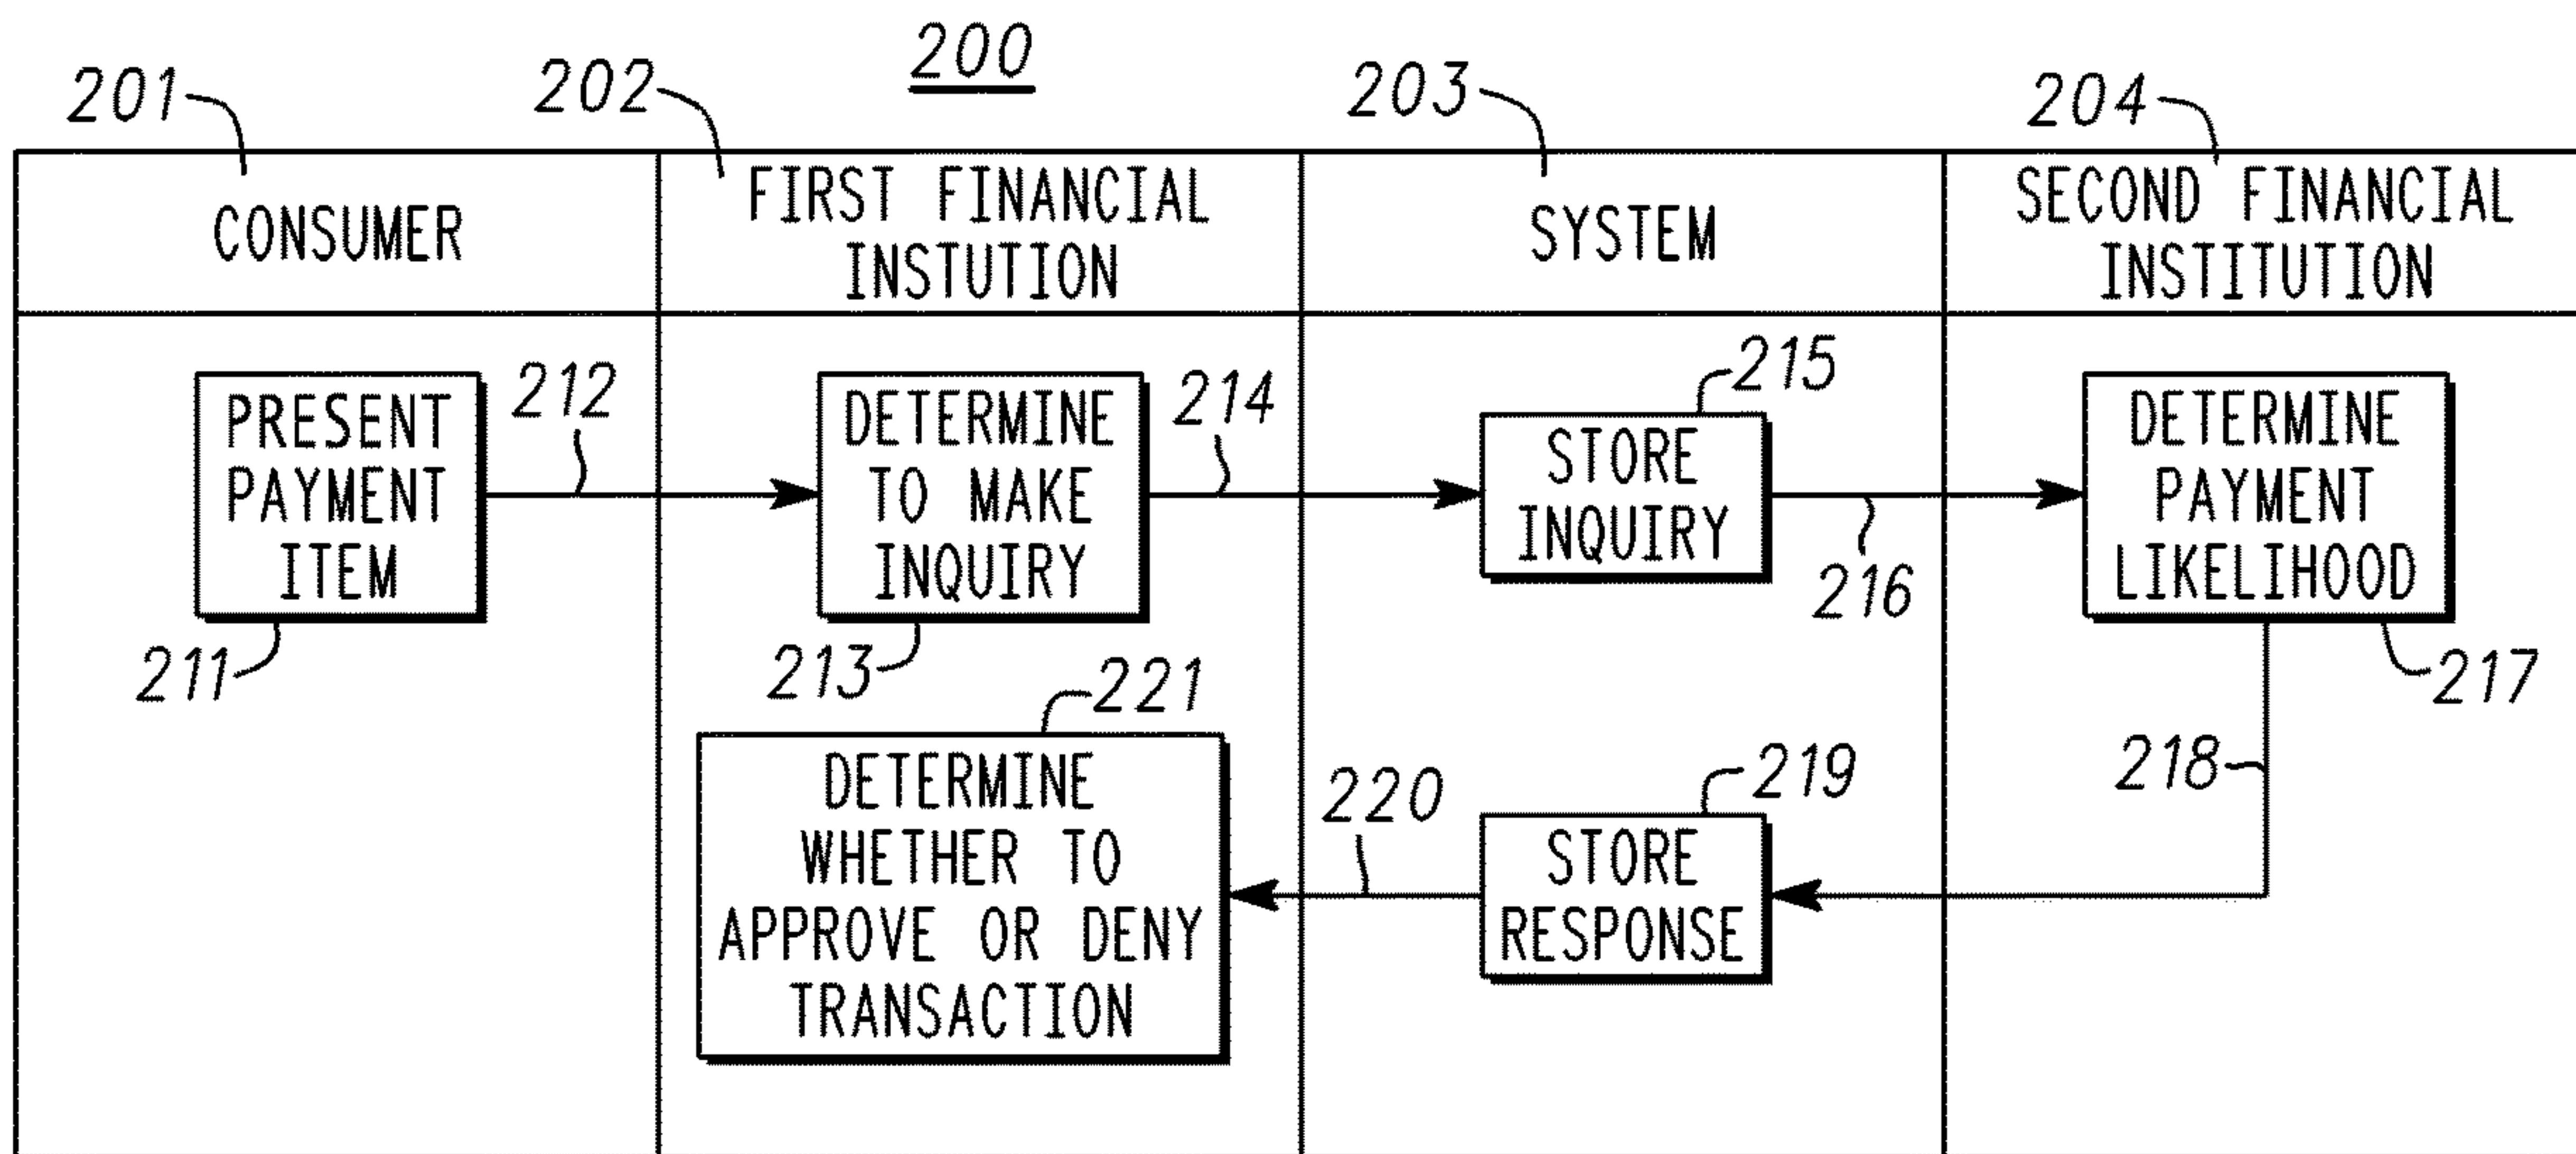 200
201
202
203
204
CONSUMER
FIRST FINANCIAL
INSTUTION
SYSTEM
SECOND FINANCIAL
INSTITUTION
PRESENT
PAYMENT
ITEM
211
212
DETERMINE
TO MAKE
INQUIRY
213
214
STORE
INQUIRY
215
216
DETERMINE
PAYMENT
LIKELIHOOD
217
218
STORE
RESPONSE
219
220
DETERMINE
WHETHER TO
APPROVE OR DENY
TRANSACTION
221